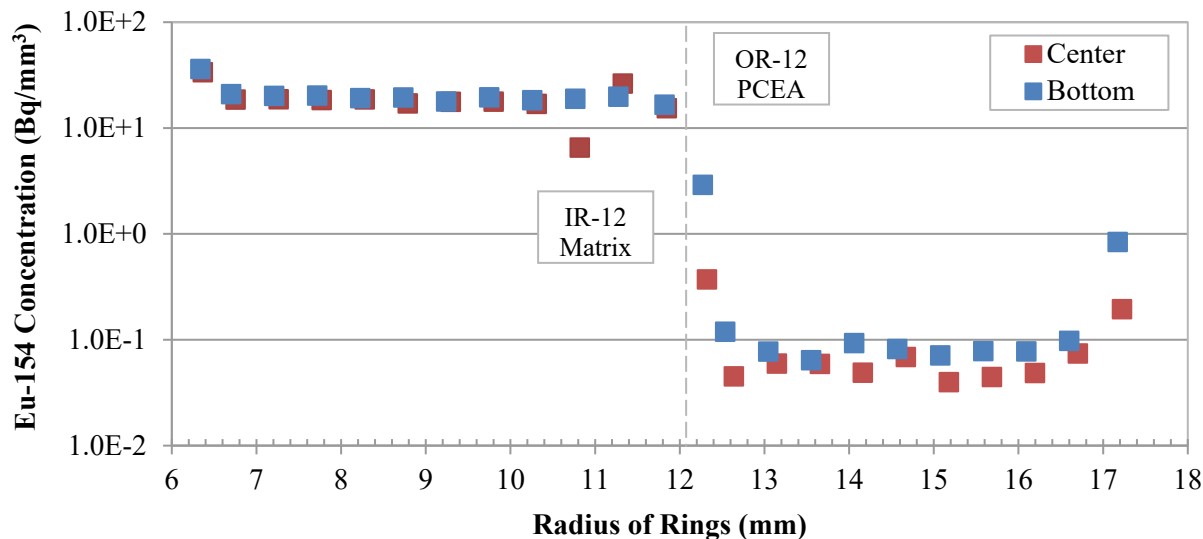 1.0E+2
1.0E+1
1.0E+0
1.0E-1
1.0E-2
Eu-154 Concentration (Bq/mm³)
OR-12
PCEA
IR-12
Matrix
Center
Bottom
6 7 8 9 10 11 12 13 14 15 16 17 18
Radius of Rings (mm)